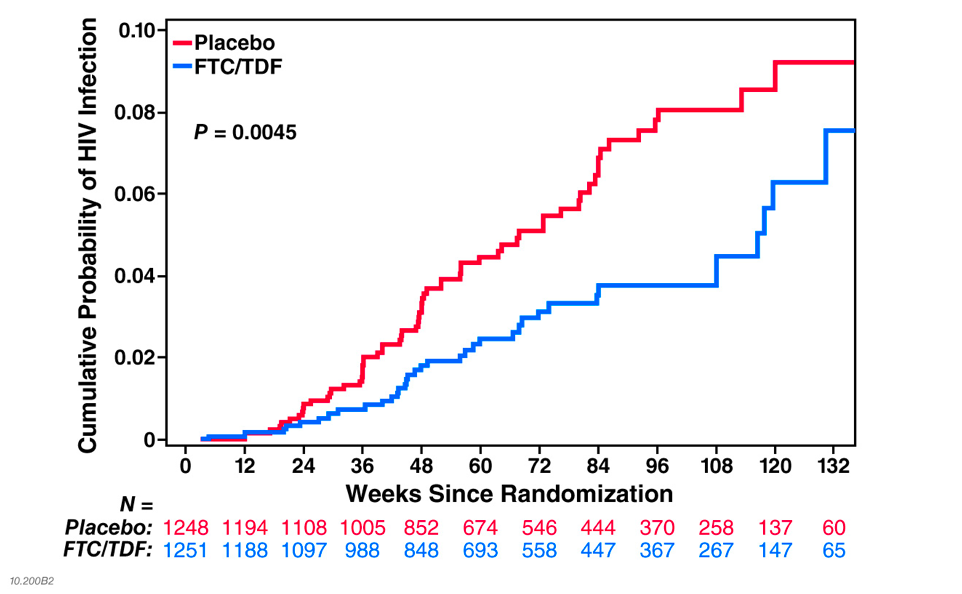 Cumulative Probability of HIV Infection
0.10
0.08
0.06
0.04
0.02
0
Placebo
FTC/TDF
P = 0.0045
0 12 24 36 48 60 72 84 96 108 120 132
Weeks Since Randomization
N =
Placebo: 1248 1194 1108 1005 852 674 546 444 370 258 137 60
FTC/TDF: 1251 1188 1097 988 848 693 558 447 367 267 147 65
10.200B2